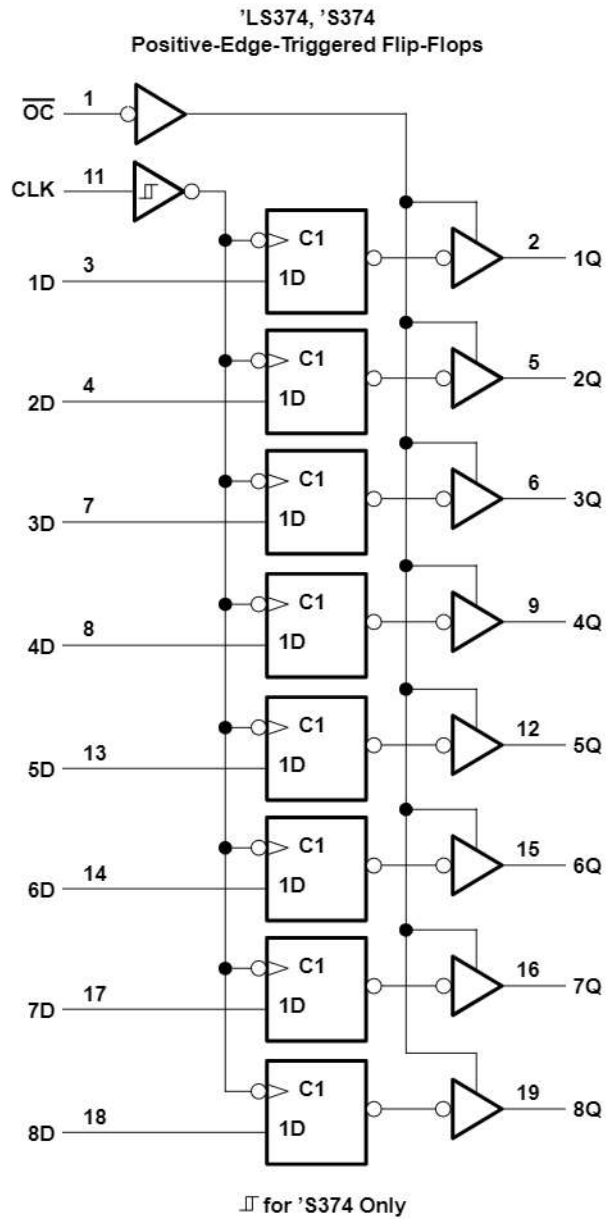 ’LS374, ’S374
Positive-Edge-Triggered Flip-Flops
OC 1
CLK 11
C1
1D 3 1D 2 1Q
C1
2D 4 1D 5 2Q
C1
3D 7 1D 6 3Q
C1
4D 8 1D 9 4Q
C1
5D 13 1D 12 5Q
C1
6D 14 1D 15 6Q
C1
7D 17 1D 16 7Q
C1
8D 18 1D 19 8Q
for ’S374 Only